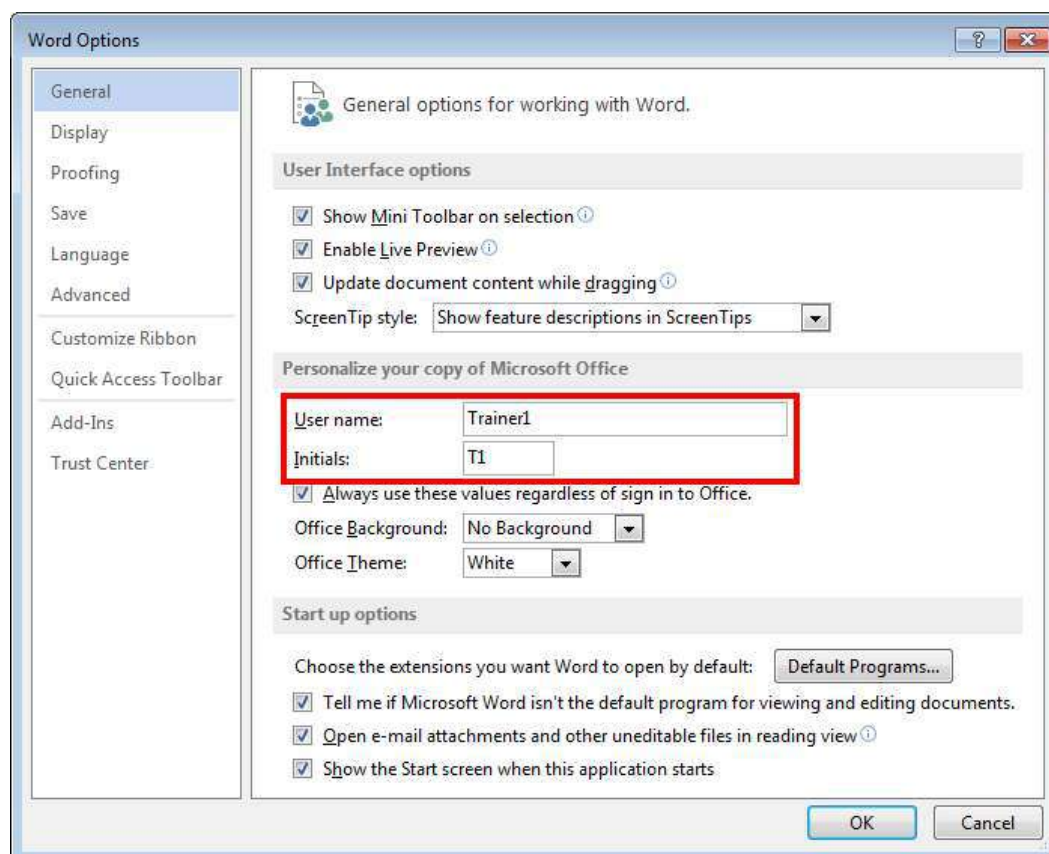 Word Options
General
Display
Proofing
Save
Language
Advanced
Customize Ribbon
Quick Access Toolbar
Add-Ins
Trust Center
General options for working with Word.
User Interface options
Show Mini Toolbar on selection
Enable Live Preview
Update document content while dragging
ScreenTip style: Show feature descriptions in ScreenTips
Personalize your copy of Microsoft Office
User name: Trainer1
Initials: T1
Always use these values regardless of sign in to Office.
Office Background: No Background
Office Theme: White
Start up options
Choose the extensions you want Word to open by default: Default Programs...
Tell me if Microsoft Word isn't the default program for viewing and editing documents.
Open e-mail attachments and other uneditable files in reading view
Show the Start screen when this application starts
OK Cancel